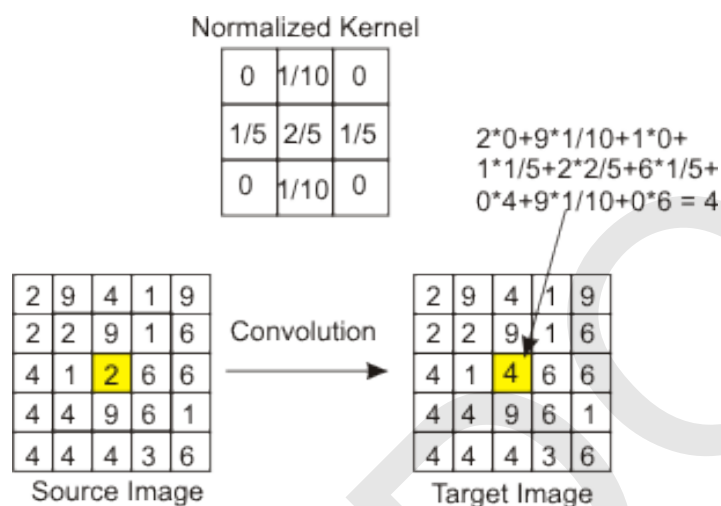 Normalized Kernel
0 1/10 0
1/5 2/5 1/5
0 1/10 0
2*0+9*1/10+1*0+
1*1/5+2*2/5+6*1/5+
0*4+9*1/10+0*6 = 4
2 9 4 1 9
2 2 9 1 6
4 1 2 6 6
4 4 9 6 1
4 4 4 3 6
Source Image
Convolution
2 9 4 1 9
2 2 9 1 6
4 1 4 6 6
4 4 9 6 1
4 4 4 3 6
Target Image